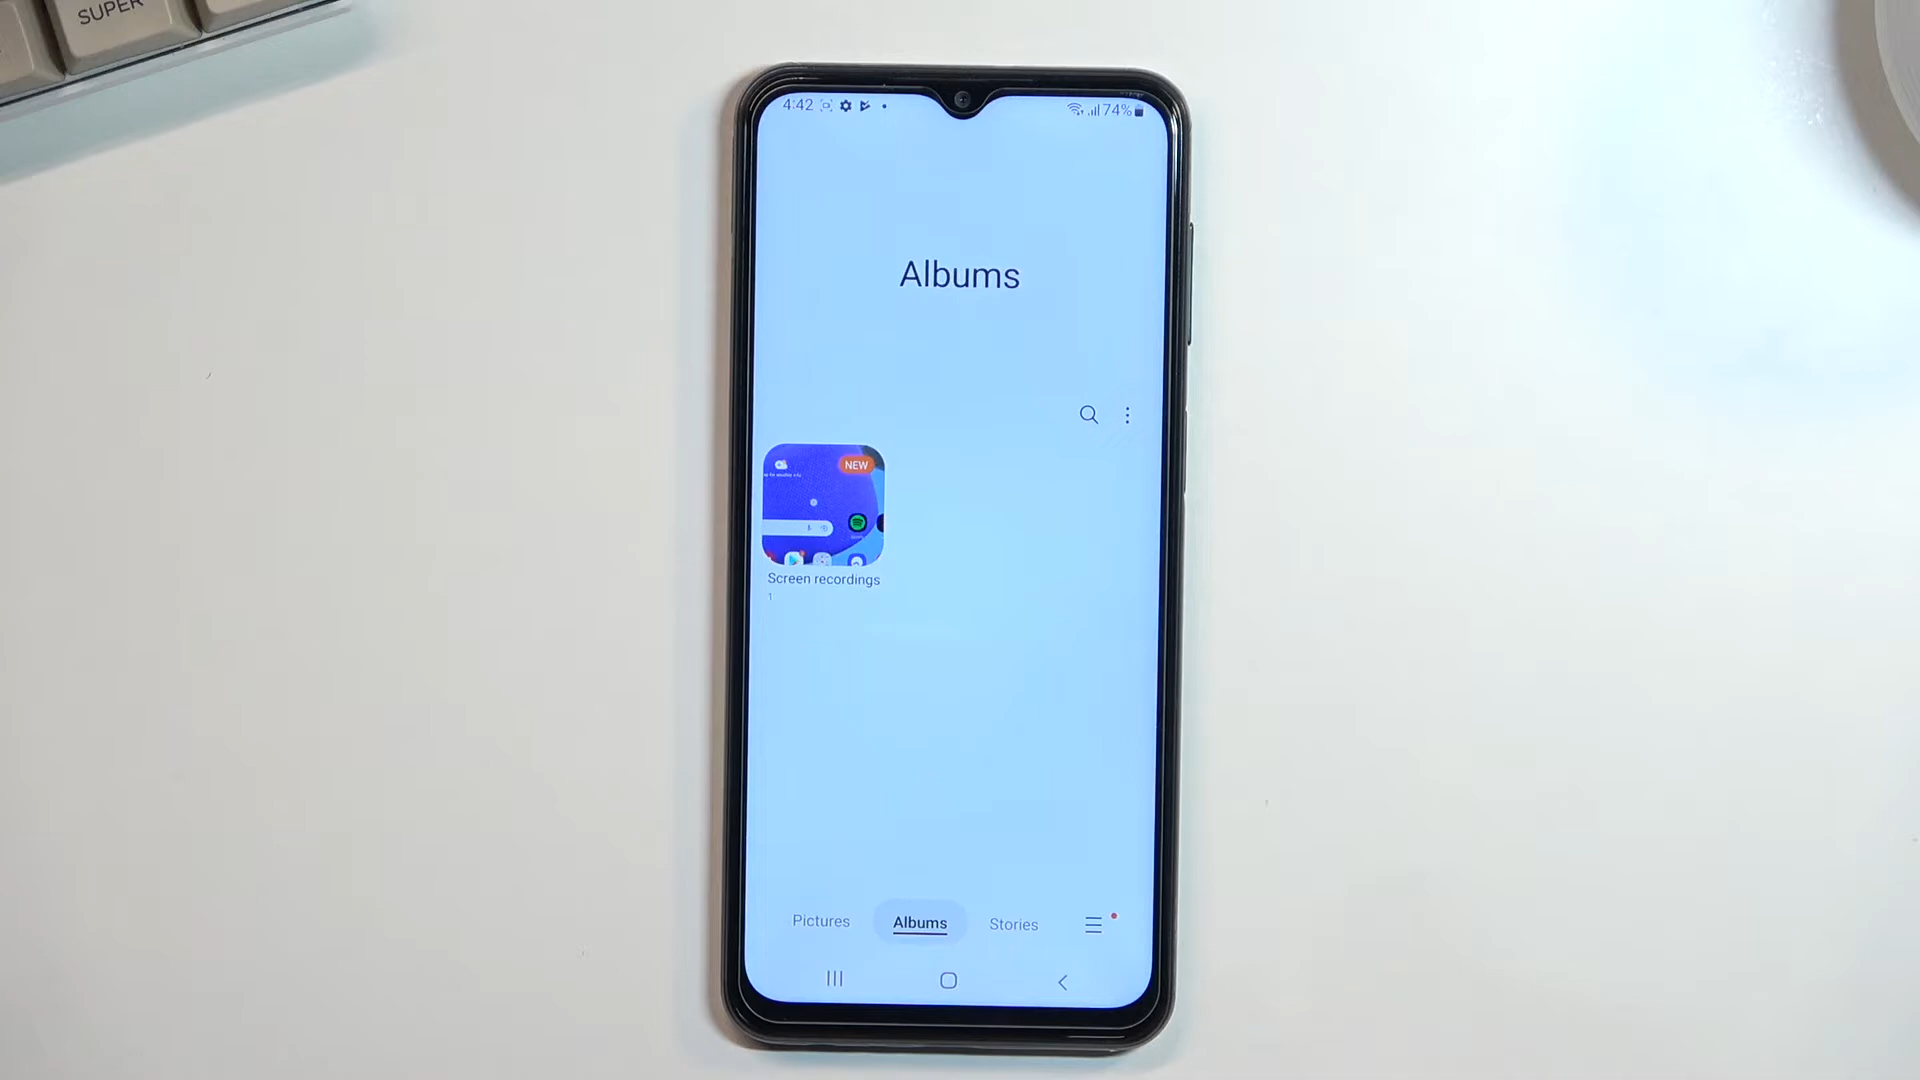 SUPER
4:42
74%
Albums
NEW
Screen recordings
1
Pictures
Albums
Stories